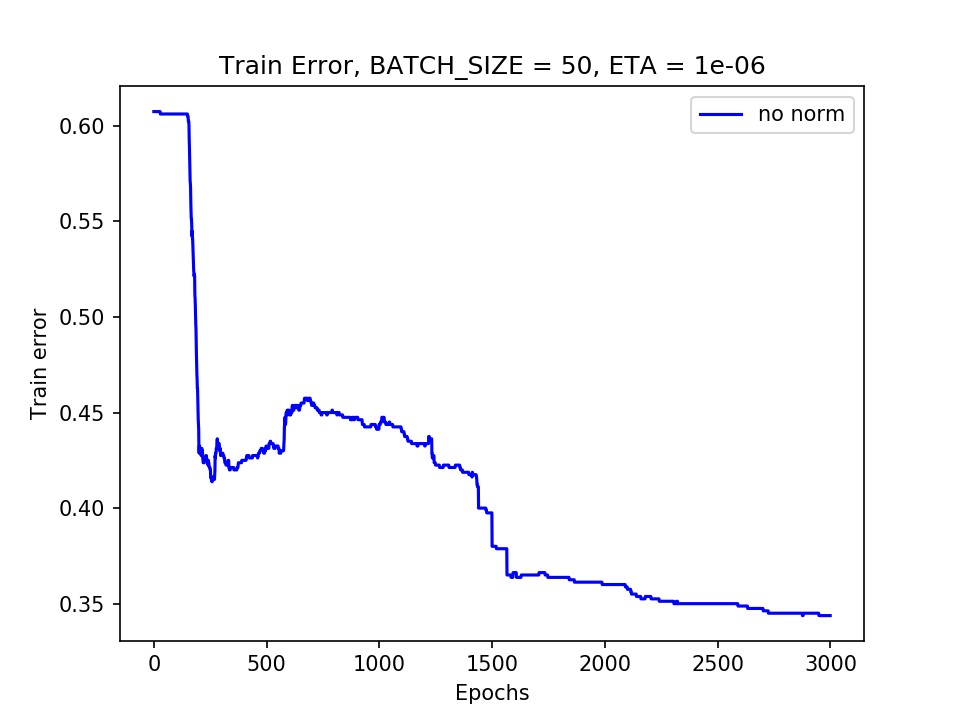 Train Error, BATCH_SIZE = 50, ETA = 1e-06
no norm
0.60
0.55
0.50
0.45
0.40
0.35
Train error
0 500 1000 1500 2000 2500 3000
Epochs